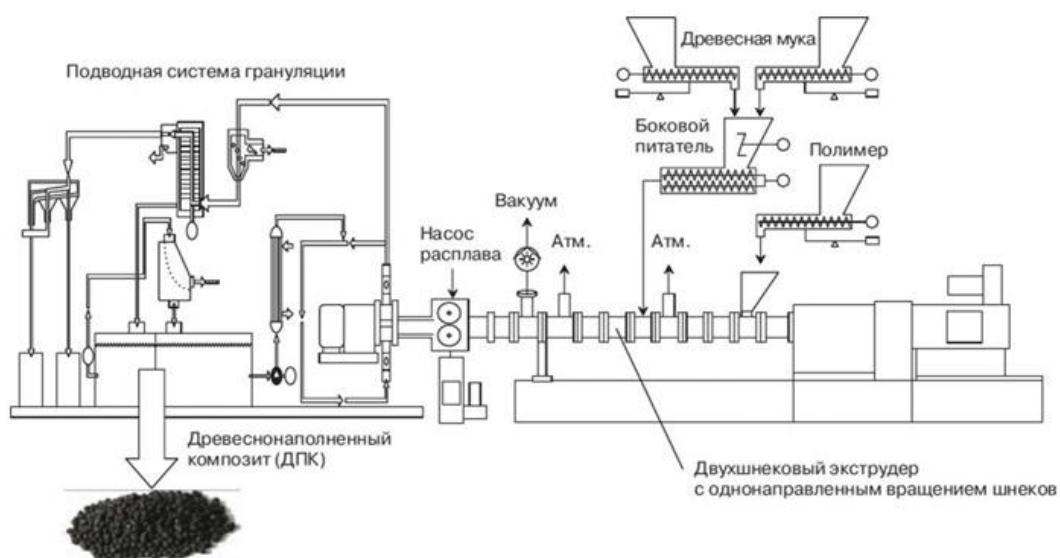 Древесная мука
Подводная система грануляции
Боковой
питатель
Полимер
Вакуум
Насос
расплава
Атм.
Атм.
Древеснонаполненный
композит (ДПК)
Двухшнековый экструдер
с однонаправленным вращением шнеков